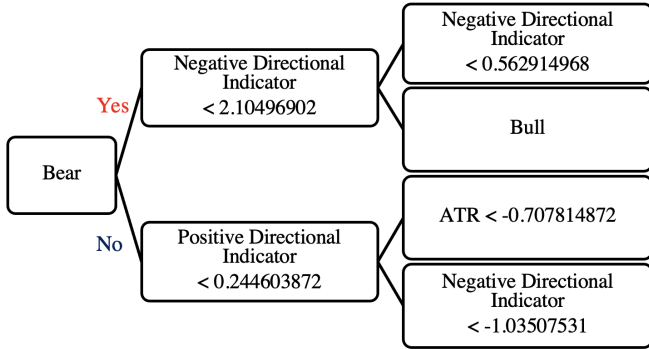 Negative Directional
Indicator
< 0.562914968
Negative Directional
Indicator
< 2.10496902
Yes
Bull
Bear
ATR < -0.707814872
No
Positive Directional
Indicator
< 0.244603872
Negative Directional
Indicator
< -1.03507531